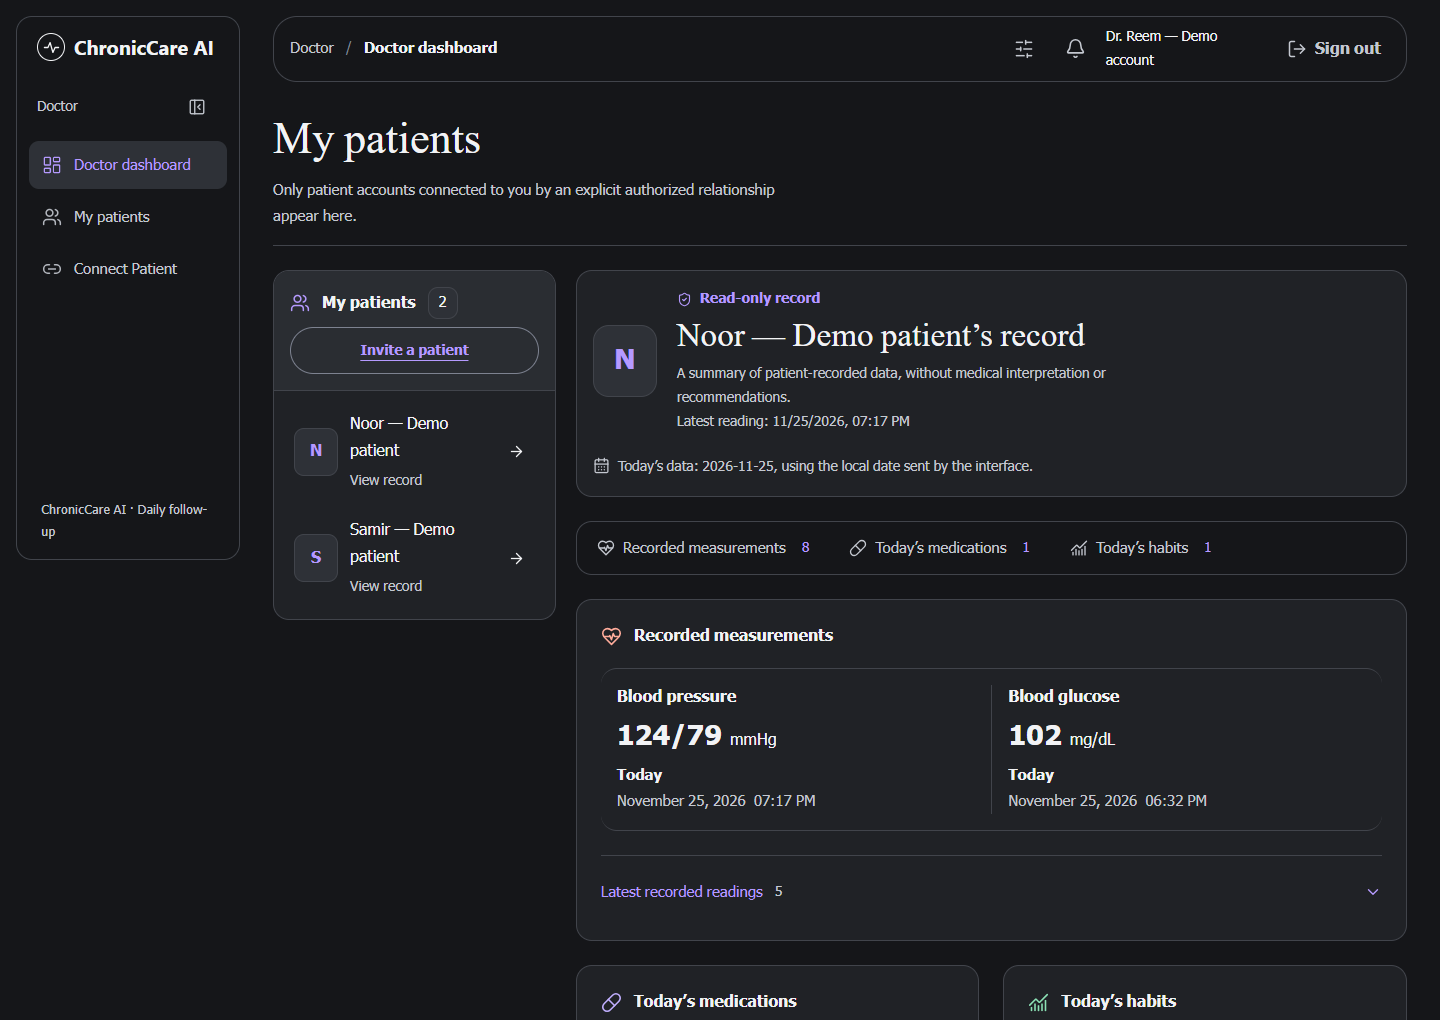 ChronicCare AI
Doctor
Doctor dashboard
My patients
Connect Patient
ChronicCare AI · Daily follow-
up
Doctor / Doctor dashboard
Dr. Reem — Demo
account
Sign out
My patients
Only patient accounts connected to you by an explicit authorized relationship
appear here.
My patients 2
Invite a patient
N
Noor — Demo
patient
View record
S
Samir — Demo
patient
View record
Read-only record
N
Noor — Demo patient’s record
A summary of patient-recorded data, without medical interpretation or
recommendations.
Latest reading: 11/25/2026, 07:17 PM
Today’s data: 2026-11-25, using the local date sent by the interface.
Recorded measurements 8
Today’s medications 1
Today’s habits 1
Recorded measurements
Blood pressure
124/79 mmHg
Today
November 25, 2026 07:17 PM
Blood glucose
102 mg/dL
Today
November 25, 2026 06:32 PM
Latest recorded readings 5
Today’s medications
Today’s habits